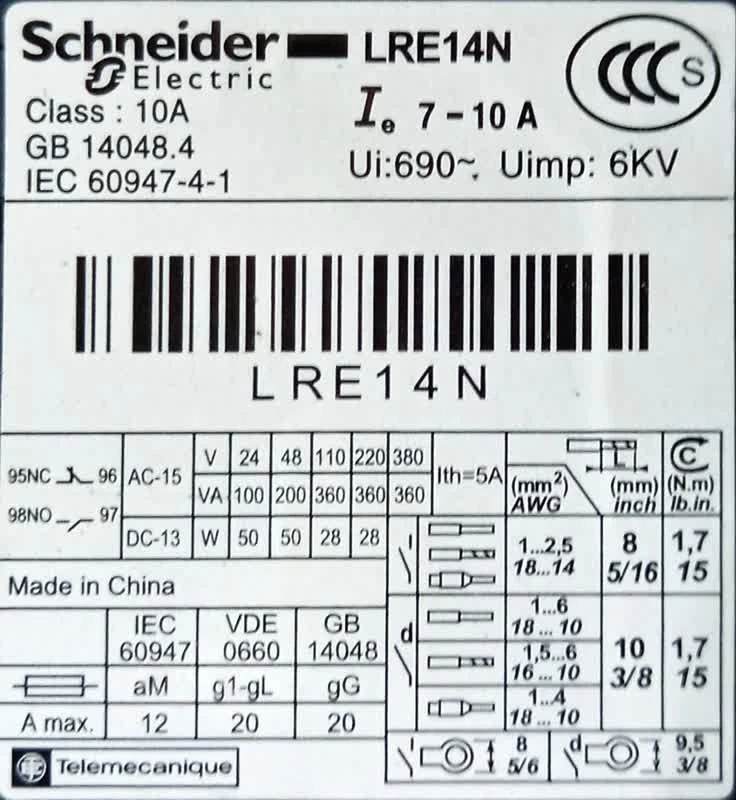 Schneider Electric
LRE14N
CCC S
Class : 10A
Ie 7-10 A
GB 14048.4
Ui:690~, Uimp: 6KV
IEC 60947-4-1
LRE14N
95NC 96
98NO 97
AC-15 V 24 48 110 220 380
VA 100 200 360 360 360
DC-13 W 50 50 28 28
Ith=5A
(mm²) AWG
L
(mm) inch
C (N.m) lb.in.
1...2,5 8 1,7
18...14 5/16 15
Made in China
d
1...6
18 ... 10
1,5...6 10 1,7
16 ... 10 3/8 15
1...4
18 ... 10
IEC 60947 VDE 0660 GB 14048
aM g1-gL gG
A max. 12 20 20
Telemecanique
8
5/6
d
9,5
3/8